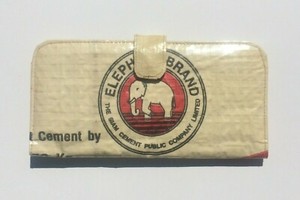 ELEPHANT BRAND
THE SIAM CEMENT PUBLIC COMPANY LIMITED
Cement by